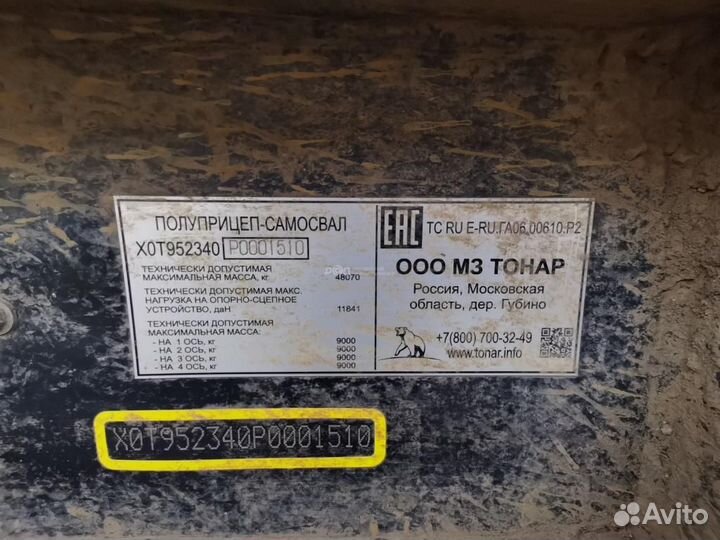 ПОЛУПРИЦЕП-САМОСВАЛ
X0T952340 P0001510
ТЕХНИЧЕСКИ ДОПУСТИМАЯ
МАКСИМАЛЬНАЯ МАССА, кг 48070
ТЕХНИЧЕСКИ ДОПУСТИМАЯ МАКС.
НАГРУЗКА НА ОПОРНО-СЦЕПНОЕ
УСТРОЙСТВО, даН 11841
ТЕХНИЧЕСКИ ДОПУСТИМАЯ
МАКСИМАЛЬНАЯ МАССА:
- НА 1 ОСЬ, кг 9000
- НА 2 ОСЬ, кг 9000
- НА 3 ОСЬ, кг 9000
- НА 4 ОСЬ, кг 9000
EAC TC RU E-RU.ГА06.00610.P2
ООО МЗ ТОНАР
Россия, Московская
область, дер. Губино
+7(800) 700-32-49
www.tonar.info
X0T952340P0001510
Avito